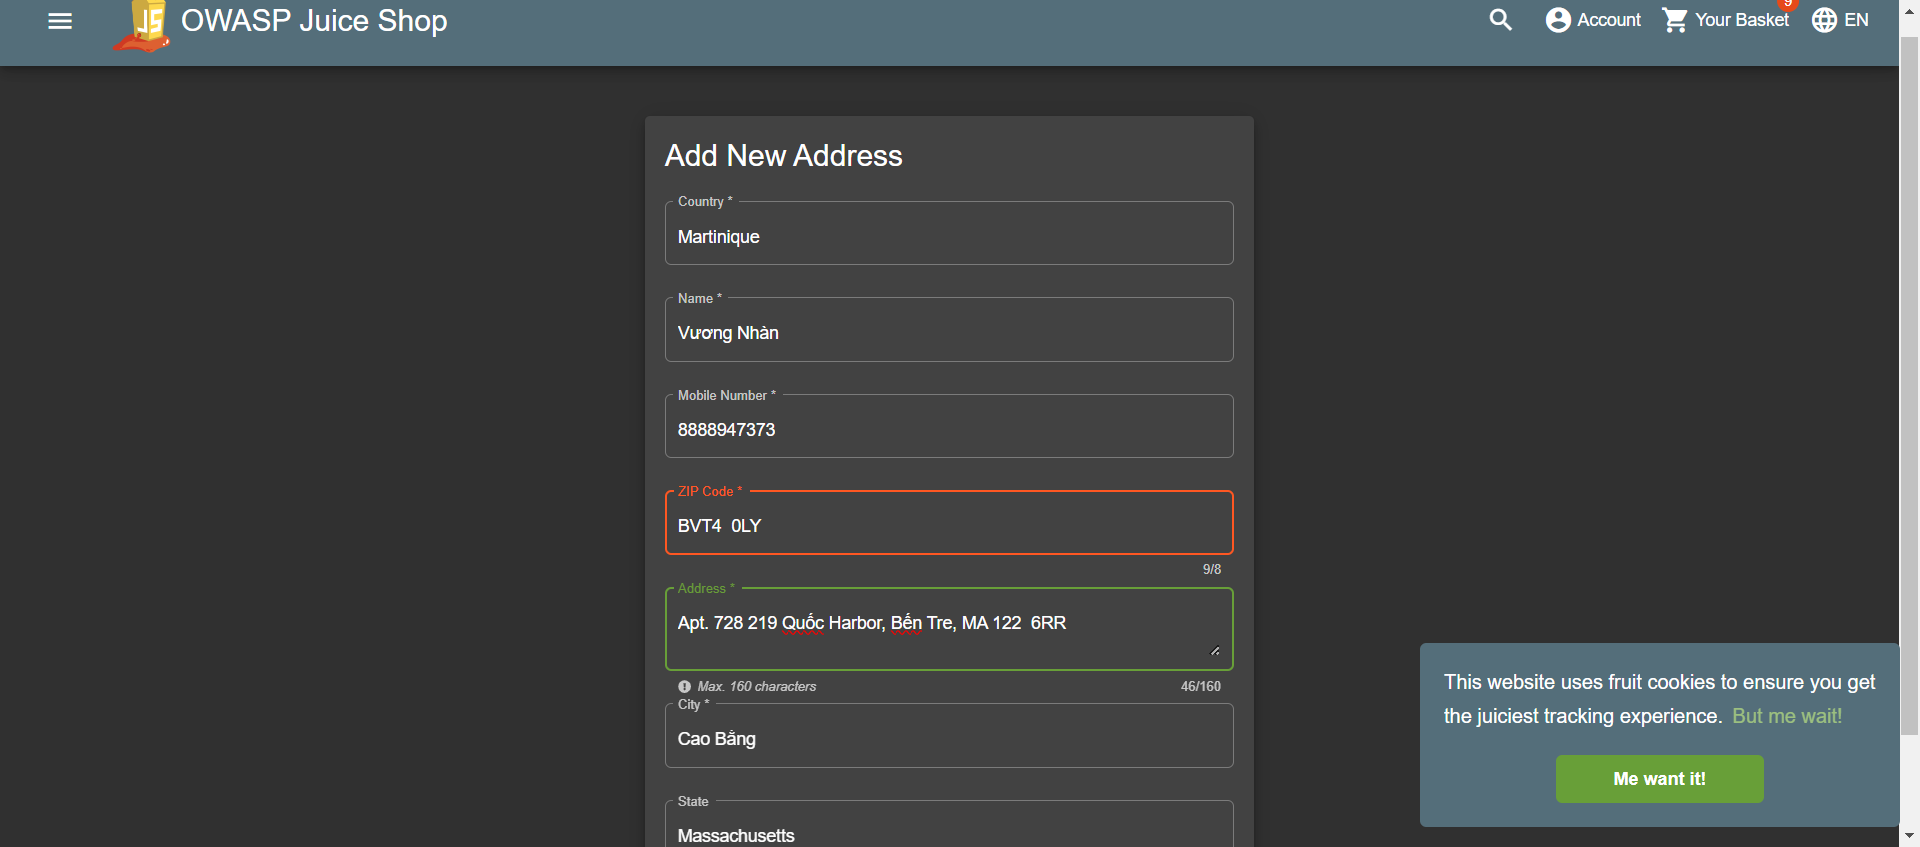 OWASP Juice Shop
Account
Your Basket
9
EN
Add New Address
Country *
Martinique
Name *
Vương Nhàn
Mobile Number *
8888947373
ZIP Code *
BVT4  0LY
9/8
Address *
Apt. 728 219 Quốc Harbor, Bến Tre, MA 122  6RR
Max. 160 characters
46/160
City *
Cao Bằng
State
Massachusetts
This website uses fruit cookies to ensure you get
the juiciest tracking experience. But me wait!
Me want it!